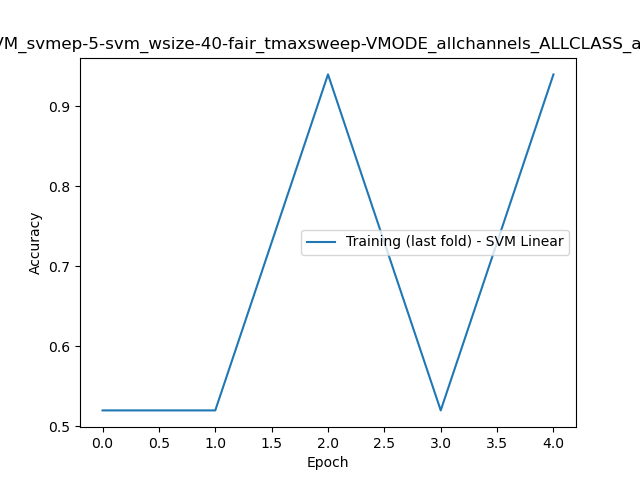 VM_svmep-5-svm_wsize-40-fair_tmaxsweep-VMODE_allchannels_ALLCLASS_a
0.9
0.8
0.7
0.6
0.5
Accuracy
Training (last fold) - SVM Linear
0.0 0.5 1.0 1.5 2.0 2.5 3.0 3.5 4.0
Epoch